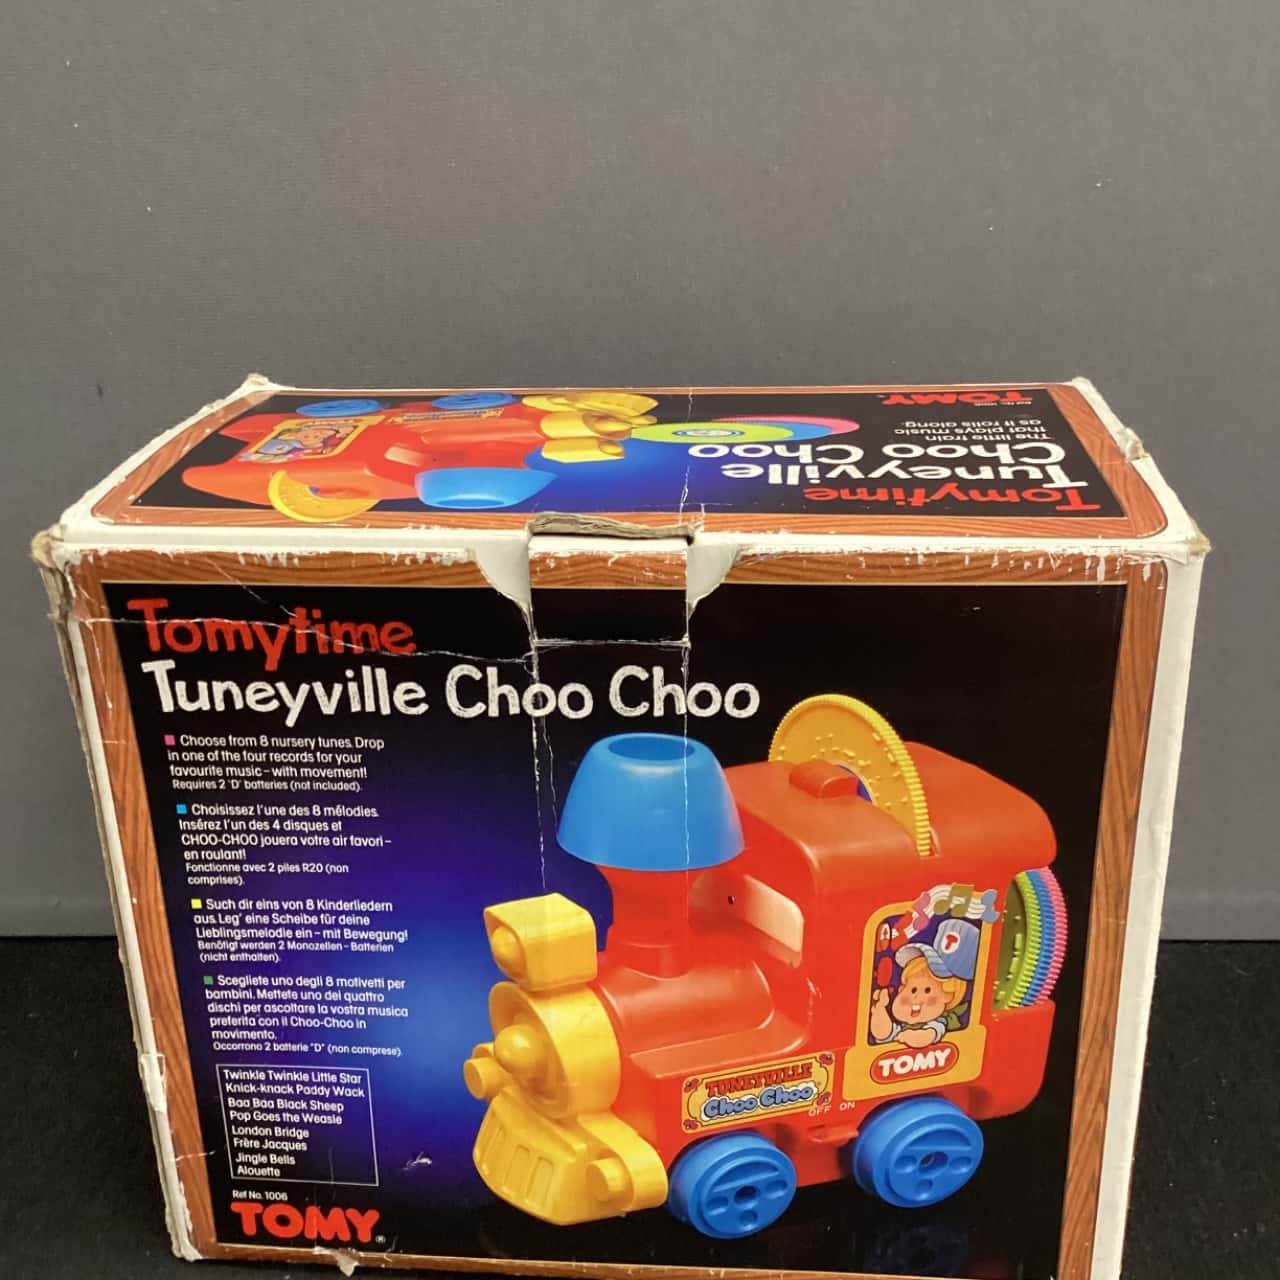 TOMY
Ref No. 1006
The little train
that plays music
as it rolls along.
Tuneyville
Choo Choo
Tomytime
Tomytime
Tuneyville Choo Choo
Choose from 8 nursery tunes. Drop
in one of the four records for your
favourite music - with movement!
Requires 2 "D" batteries (not included).
Choisissez l'une des 8 mélodies.
Insérez l'un des 4 disques et
CHOO-CHOO jouera votre air favori -
en roulant!
Fonctionne avec 2 piles R20 (non
comprises).
Such dir eins von 8 Kinderliedern
aus. Leg' eine Scheibe für deine
Lieblingsmelodie ein - mit Bewegung!
Benötigt werden 2 Monozellen - Batterien
(nicht enthalten).
Scegliete uno degli 8 motivetti per
bambini. Mettete uno dei quattro
dischi per ascoltare la vostra musica
preferita con il Choo-Choo in
movimento.
Occorrono 2 batterie "D" (non comprese).
Twinkle Twinkle Little Star
Knick-knack Paddy Wack
Baa Baa Black Sheep
Pop Goes the Weasle
London Bridge
Frère Jacques
Jingle Bells
Alouette
Ref No. 1006
TOMY®
T
TOMY
TUNEYVILLE
Choo Choo
OFF ON